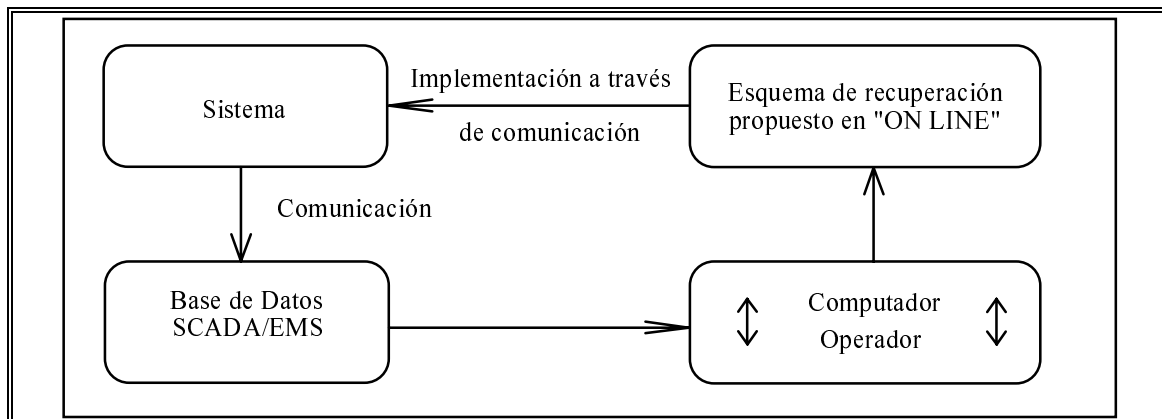 Sistema
Implementación a través
de comunicación
Esquema de recuperación
propuesto en "ON LINE"
Comunicación
Base de Datos
SCADA/EMS
Computador
Operador